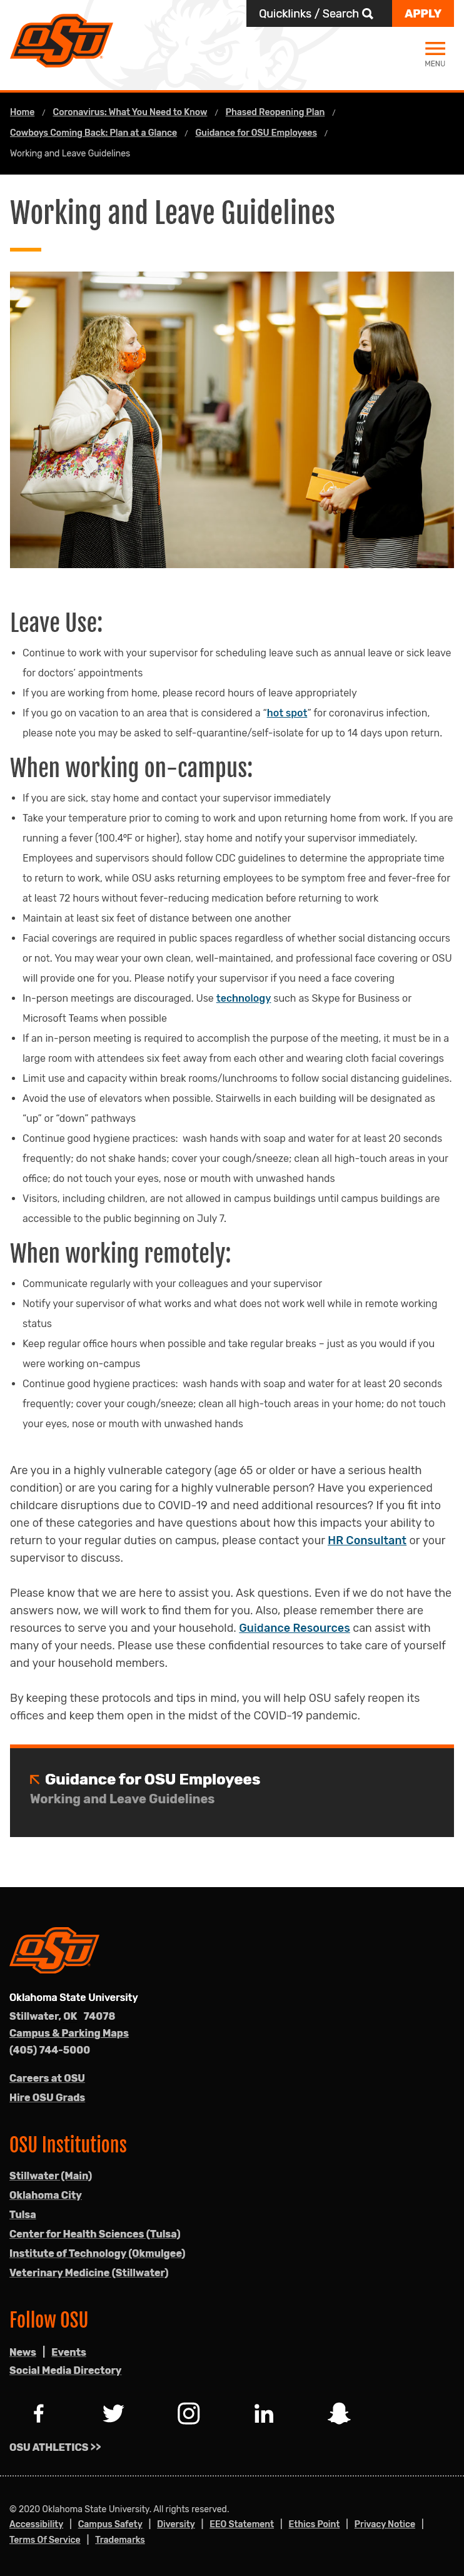 OSU
Quicklinks / Search
APPLY
MENU
Home / Coronavirus: What You Need to Know / Phased Reopening Plan /
Cowboys Coming Back: Plan at a Glance / Guidance for OSU Employees /
Working and Leave Guidelines
Working and Leave Guidelines
Leave Use:
• Continue to work with your supervisor for scheduling leave such as annual leave or sick leave
for doctors' appointments
• If you are working from home, please record hours of leave appropriately
• If you go on vacation to an area that is considered a "hot spot" for coronavirus infection,
please note you may be asked to self-quarantine/self-isolate for up to 14 days upon return.
When working on-campus:
• If you are sick, stay home and contact your supervisor immediately
• Take your temperature prior to coming to work and upon returning home from work. If you are
running a fever (100.4ºF or higher), stay home and notify your supervisor immediately.
Employees and supervisors should follow CDC guidelines to determine the appropriate time
to return to work, while OSU asks returning employees to be symptom free and fever-free for
at least 72 hours without fever-reducing medication before returning to work
• Maintain at least six feet of distance between one another
• Facial coverings are required in public spaces regardless of whether social distancing occurs
or not. You may wear your own clean, well-maintained, and professional face covering or OSU
will provide one for you. Please notify your supervisor if you need a face covering
• In-person meetings are discouraged. Use technology such as Skype for Business or
Microsoft Teams when possible
• If an in-person meeting is required to accomplish the purpose of the meeting, it must be in a
large room with attendees six feet away from each other and wearing cloth facial coverings
• Limit use and capacity within break rooms/lunchrooms to follow social distancing guidelines.
• Avoid the use of elevators when possible. Stairwells in each building will be designated as
"up" or "down" pathways
• Continue good hygiene practices: wash hands with soap and water for at least 20 seconds
frequently; do not shake hands; cover your cough/sneeze; clean all high-touch areas in your
office; do not touch your eyes, nose or mouth with unwashed hands
• Visitors, including children, are not allowed in campus buildings until campus buildings are
accessible to the public beginning on July 7.
When working remotely:
• Communicate regularly with your colleagues and your supervisor
• Notify your supervisor of what works and what does not work well while in remote working
status
• Keep regular office hours when possible and take regular breaks – just as you would if you
were working on-campus
• Continue good hygiene practices: wash hands with soap and water for at least 20 seconds
frequently; cover your cough/sneeze; clean all high-touch areas in your home; do not touch
your eyes, nose or mouth with unwashed hands
Are you in a highly vulnerable category (age 65 or older or have a serious health
condition) or are you caring for a highly vulnerable person? Have you experienced
childcare disruptions due to COVID-19 and need additional resources? If you fit into
one of these categories and have questions about how this impacts your ability to
return to work your regular duties on campus, please contact your HR Consultant or your
supervisor to discuss.
Please know that we are here to assist you. Ask questions. Even if we do not have the
answers now, we will work to find them for you. Also, please remember there are
resources to serve you and your household. Guidance Resources can assist with
many of your needs. Please use these confidential resources to take care of yourself
and your household members.
By keeping these protocols and tips in mind, you will help OSU safely reopen its
offices and keep them open in the midst of the COVID-19 pandemic.
Guidance for OSU Employees
Working and Leave Guidelines
OSU
Oklahoma State University
Stillwater, OK 74078
Campus & Parking Maps
(405) 744-5000
Careers at OSU
Hire OSU Grads
OSU Institutions
Stillwater (Main)
Oklahoma City
Tulsa
Center for Health Sciences (Tulsa)
Institute of Technology (Okmulgee)
Veterinary Medicine (Stillwater)
Follow OSU
News | Events
Social Media Directory
OSU ATHLETICS >>
© 2020 Oklahoma State University. All rights reserved.
Accessibility | Campus Safety | Diversity | EEO Statement | Ethics Point | Privacy Notice |
Terms Of Service | Trademarks